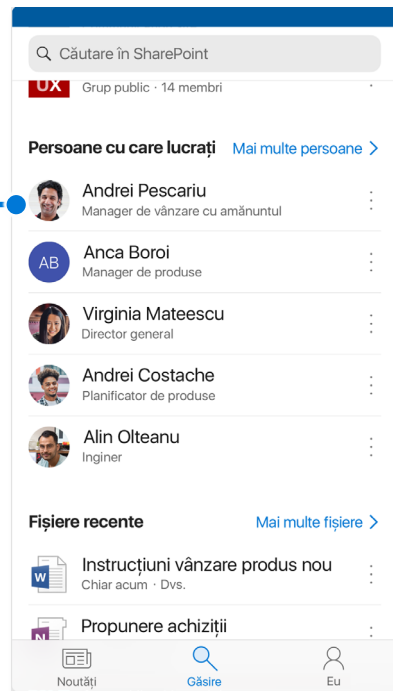 Căutare în SharePoint
UX
Grup public · 14 membri
Persoane cu care lucrați Mai multe persoane
Andrei Pescariu
Manager de vânzare cu amănuntul
AB
Anca Boroi
Manager de produse
Virginia Mateescu
Director general
Andrei Costache
Planificator de produse
Alin Olteanu
Inginer
Fișiere recente Mai multe fișiere
W
Instrucțiuni vânzare produs nou
Chiar acum · Dvs.
N
Propunere achiziții
Noutăți Găsire Eu